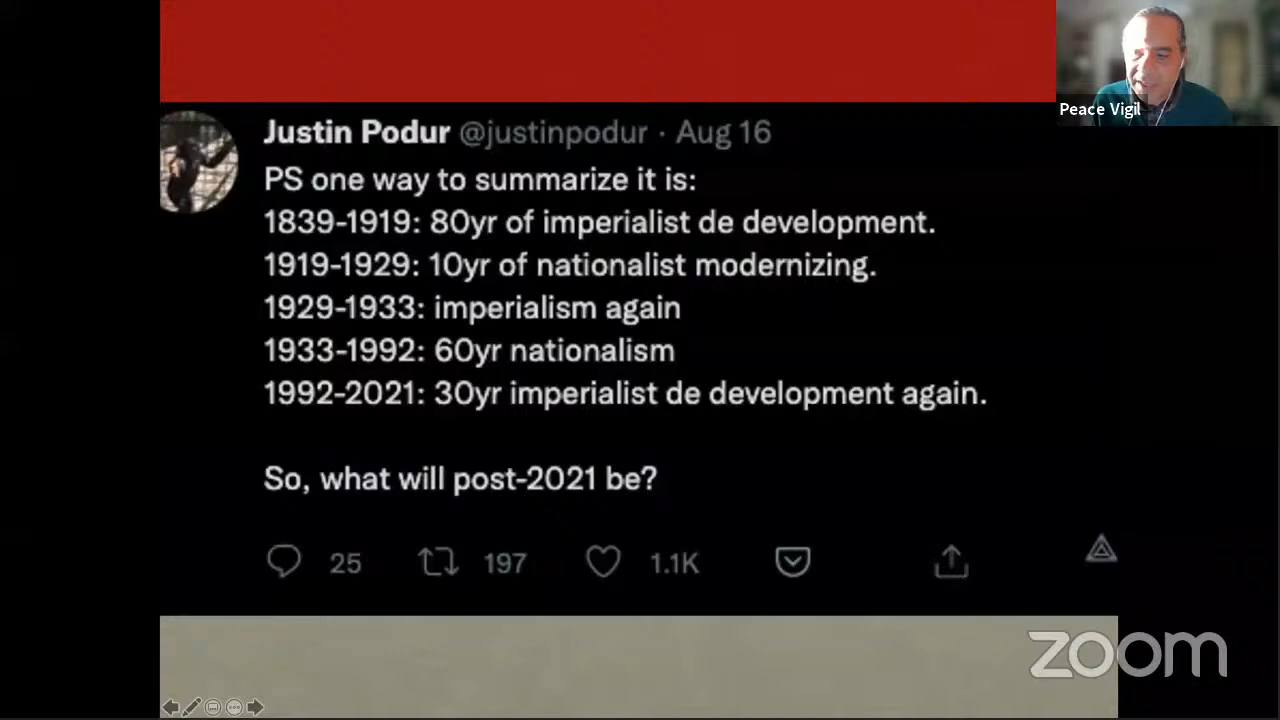 Peace Vigil
Justin Podur @justinpodur · Aug 16
PS one way to summarize it is:
1839-1919: 80yr of imperialist de development.
1919-1929: 10yr of nationalist modernizing.
1929-1933: imperialism again
1933-1992: 60yr nationalism
1992-2021: 30yr imperialist de development again.
So, what will post-2021 be?
25 197 1.1K
zoom